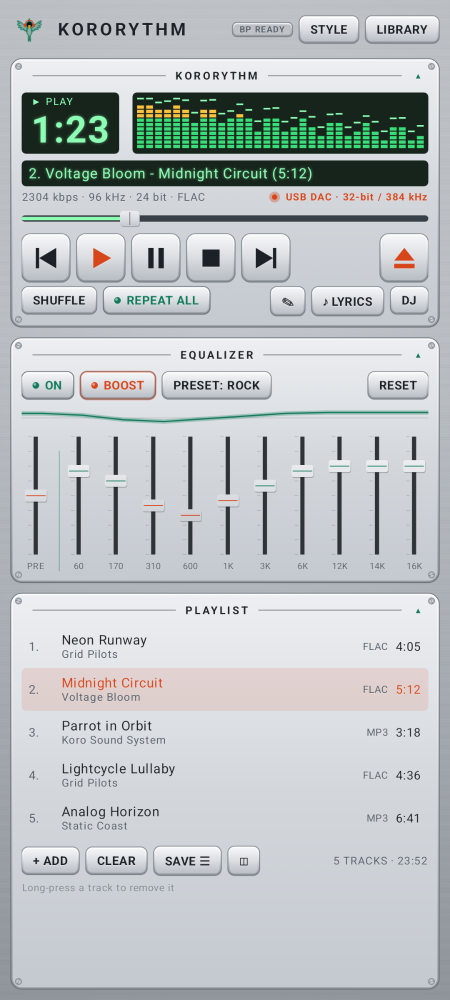 KORORYTHM
BP READY
STYLE
LIBRARY
KORORYTHM
PLAY
1:23
2. Voltage Bloom - Midnight Circuit (5:12)
2304 kbps · 96 kHz · 24 bit · FLAC
USB DAC · 32-bit / 384 kHz
SHUFFLE
REPEAT ALL
LYRICS
DJ
EQUALIZER
ON
BOOST
PRESET: ROCK
RESET
PRE 60 170 310 600 1K 3K 6K 12K 14K 16K
PLAYLIST
1. Neon Runway FLAC 4:05
Grid Pilots
2. Midnight Circuit FLAC 5:12
Voltage Bloom
3. Parrot in Orbit MP3 3:18
Koro Sound System
4. Lightcycle Lullaby FLAC 4:36
Grid Pilots
5. Analog Horizon MP3 6:41
Static Coast
+ ADD
CLEAR
SAVE
5 TRACKS · 23:52
Long-press a track to remove it